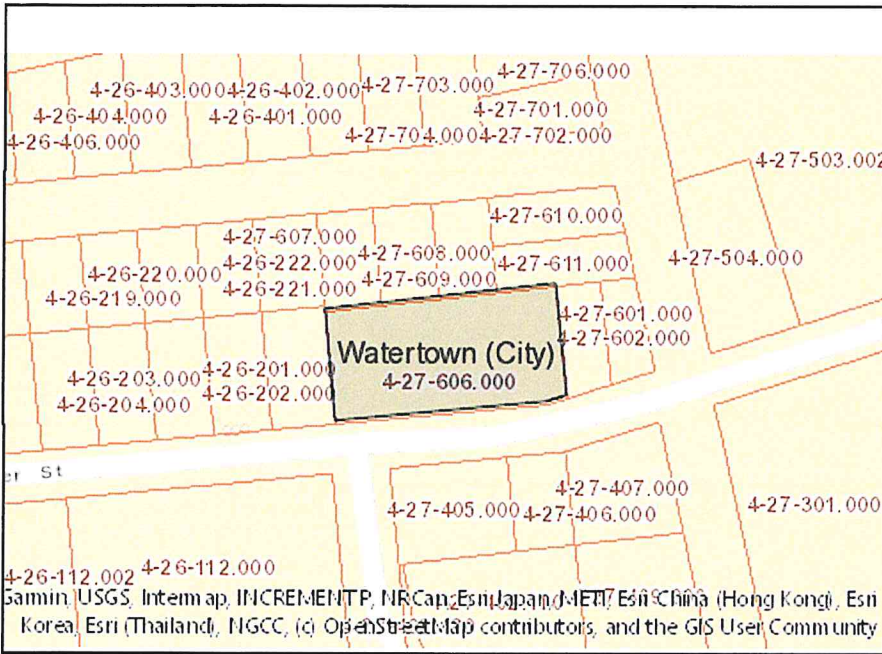 4-27-706.000
4-26-403.000 4-26-402.000 4-27-703.000
4-26-404.000 4-26-401.000 4-27-701.000
4-26-406.000 4-27-704.000 4-27-702.000
4-27-503.002
4-27-610.000
4-27-607.000
4-26-222.000 4-27-608.000
4-27-611.000 4-27-504.000
4-26-220.000 4-27-609.000
4-26-221.000
4-26-219.000
4-27-601.000
4-27-602.000
Watertown (City)
4-26-203.000 4-26-201.000 4-27-606.000
4-26-204.000 4-26-202.000
er St
4-27-407.000
4-27-405.000 4-27-406.000 4-27-301.000
4-26-112.002 4-26-112.000
Garmin, USGS, Intermap, INCREMENT P, NRCan, Esri Japan, METI, Esri China (Hong Kong), Esri
Korea, Esri (Thailand), NGCC, (c) OpenStreetMap contributors, and the GIS User Community